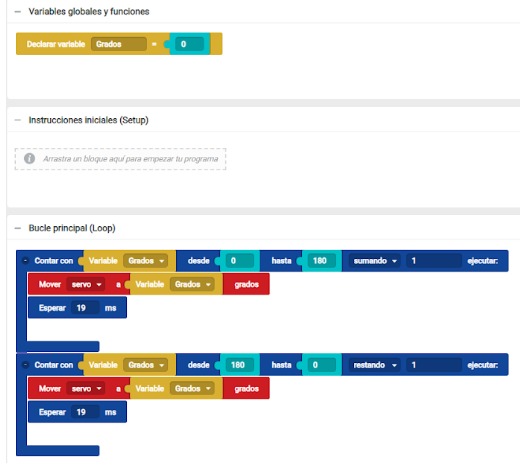 Variables globales y funciones
Declarar variable Grados = 0
Instrucciones iniciales (Setup)
Arrastra un bloque aquí para empezar tu programa
Bucle principal (Loop)
Contar con Variable Grados desde 0 hasta 180 sumando 1 ejecutar:
Mover servo a Variable Grados grados
Esperar 19 ms
Contar con Variable Grados desde 180 hasta 0 restando 1 ejecutar:
Mover servo a Variable Grados grados
Esperar 19 ms